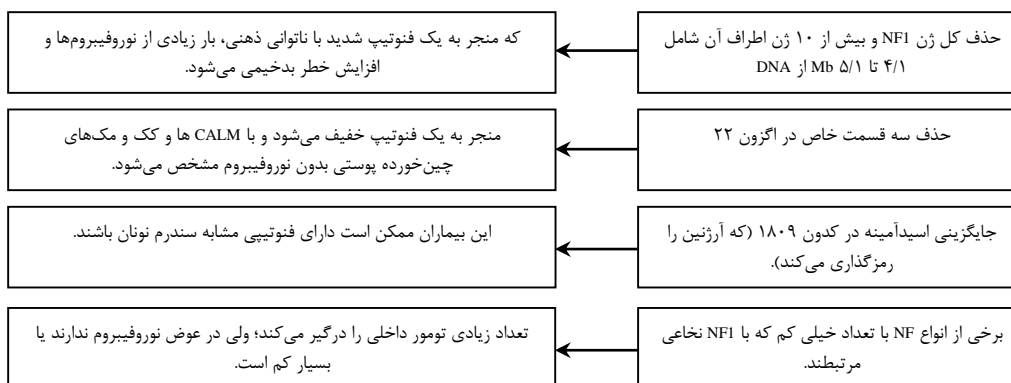 حذف کل ژن NF1 و بیش از ۱۰ ژن اطراف آن شامل
۴/۱ تا ۵/۱ Mb از DNA
که منجر به یک فنوتیپ شدید با ناتوانی ذهنی، بار زیادی از نوروفیبروم‌ها و
افزایش خطر بدخیمی می‌شود.
حذف سه قسمت خاص در اگزون ۲۲
منجر به یک فنوتیپ خفیف می‌شود و با CALM ها و کک و مک‌های
چین‌خورده پوستی بدون نوروفیبروم مشخص می‌شود.
جایگزینی اسیدآمینه در کدون ۱۸۰۹ (که آرژنین را
رمزگذاری می‌کند).
این بیماران ممکن است دارای فنوتیپی مشابه سندرم نونان باشند.
برخی از انواع NF با تعداد خیلی کم که با NF1 نخاعی
مرتبطند.
تعداد زیادی تومور داخلی را درگیر می‌کند؛ ولی در عوض نوروفیبروم ندارند یا
بسیار کم است.